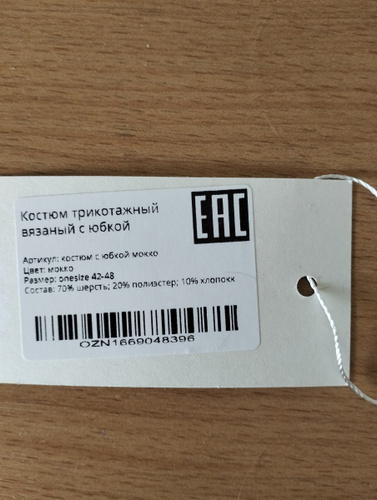 Костюм трикотажный
вязаный с юбкой
EAC
Артикул: костюм с юбкой мокко
Цвет: мокко
Размер: onesize 42-48
Состав: 70% шерсть; 20% полиэстер; 10% хлопокк
OZN1669048396